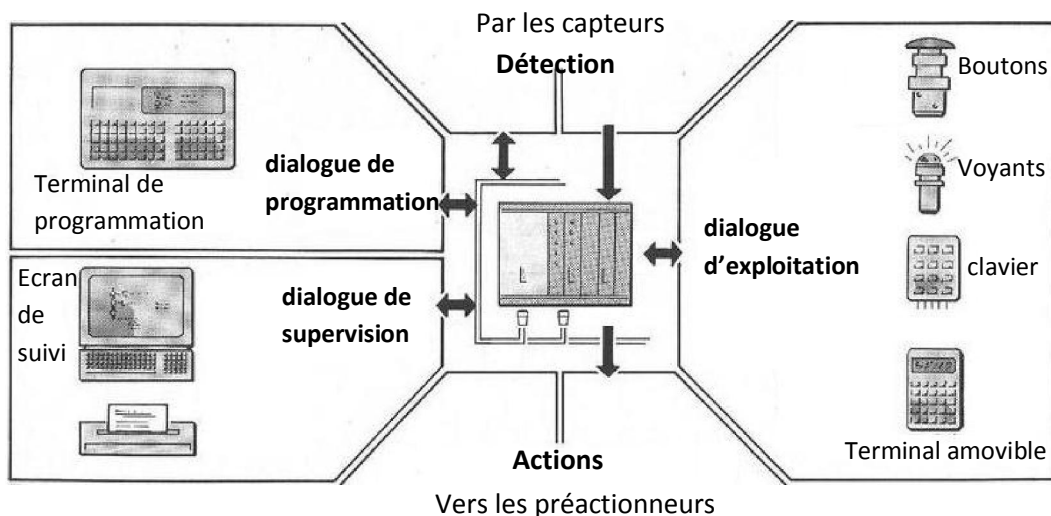 Par les capteurs
Détection
Terminal de
programmation
dialogue de
programmation
Ecran
de
suivi
dialogue de
supervision
dialogue
d’exploitation
Boutons
Voyants
clavier
Terminal amovible
Actions
Vers les préactionneurs